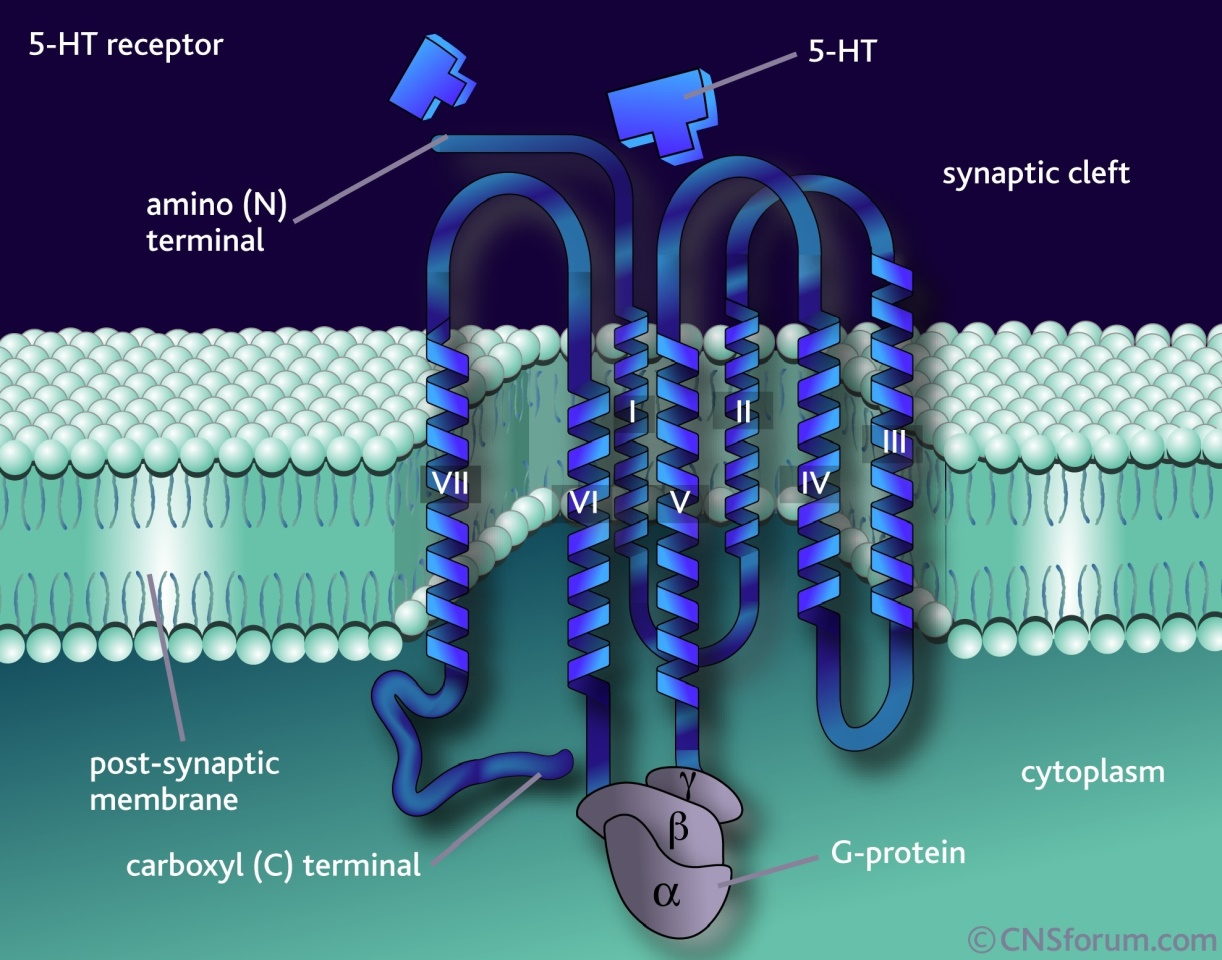 5-HT receptor
5-HT
synaptic cleft
amino (N)
terminal
I
II
III
VII
VI
V
IV
post-synaptic
membrane
cytoplasm
carboxyl (C) terminal
γ
β
α
G-protein
© CNSforum.com